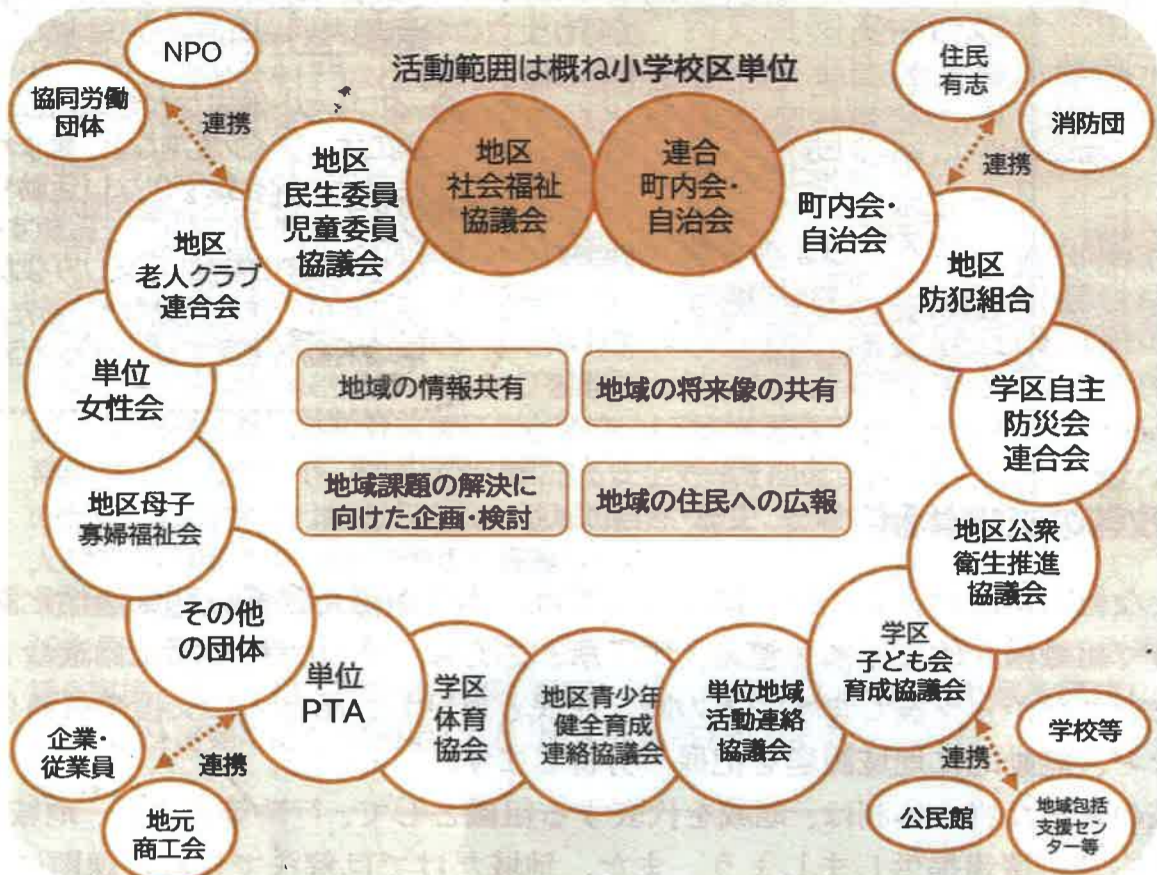 活動範囲は概ね小学校区単位
NPO
協同労働
団体
連携
住民
有志
消防団
連携
地区
社会福祉
協議会
連合
町内会・
自治会
町内会・
自治会
地区
防犯組合
学区自主
防災会
連合会
地区公衆
衛生推進
協議会
学区
子ども会
育成協議会
単位地域
活動連絡
協議会
地区青少年
健全育成
連絡協議会
学区
体育
協会
単位
PTA
その他
の団体
地区母子
寡婦福祉会
単位
女性会
地区
老人クラブ
連合会
地区
民生委員
児童委員
協議会
地域の情報共有
地域の将来像の共有
地域課題の解決に
向けた企画・検討
地域の住民への広報
企業・
従業員
連携
地元
商工会
学校等
連携
公民館
地域包括
支援セン
ター等